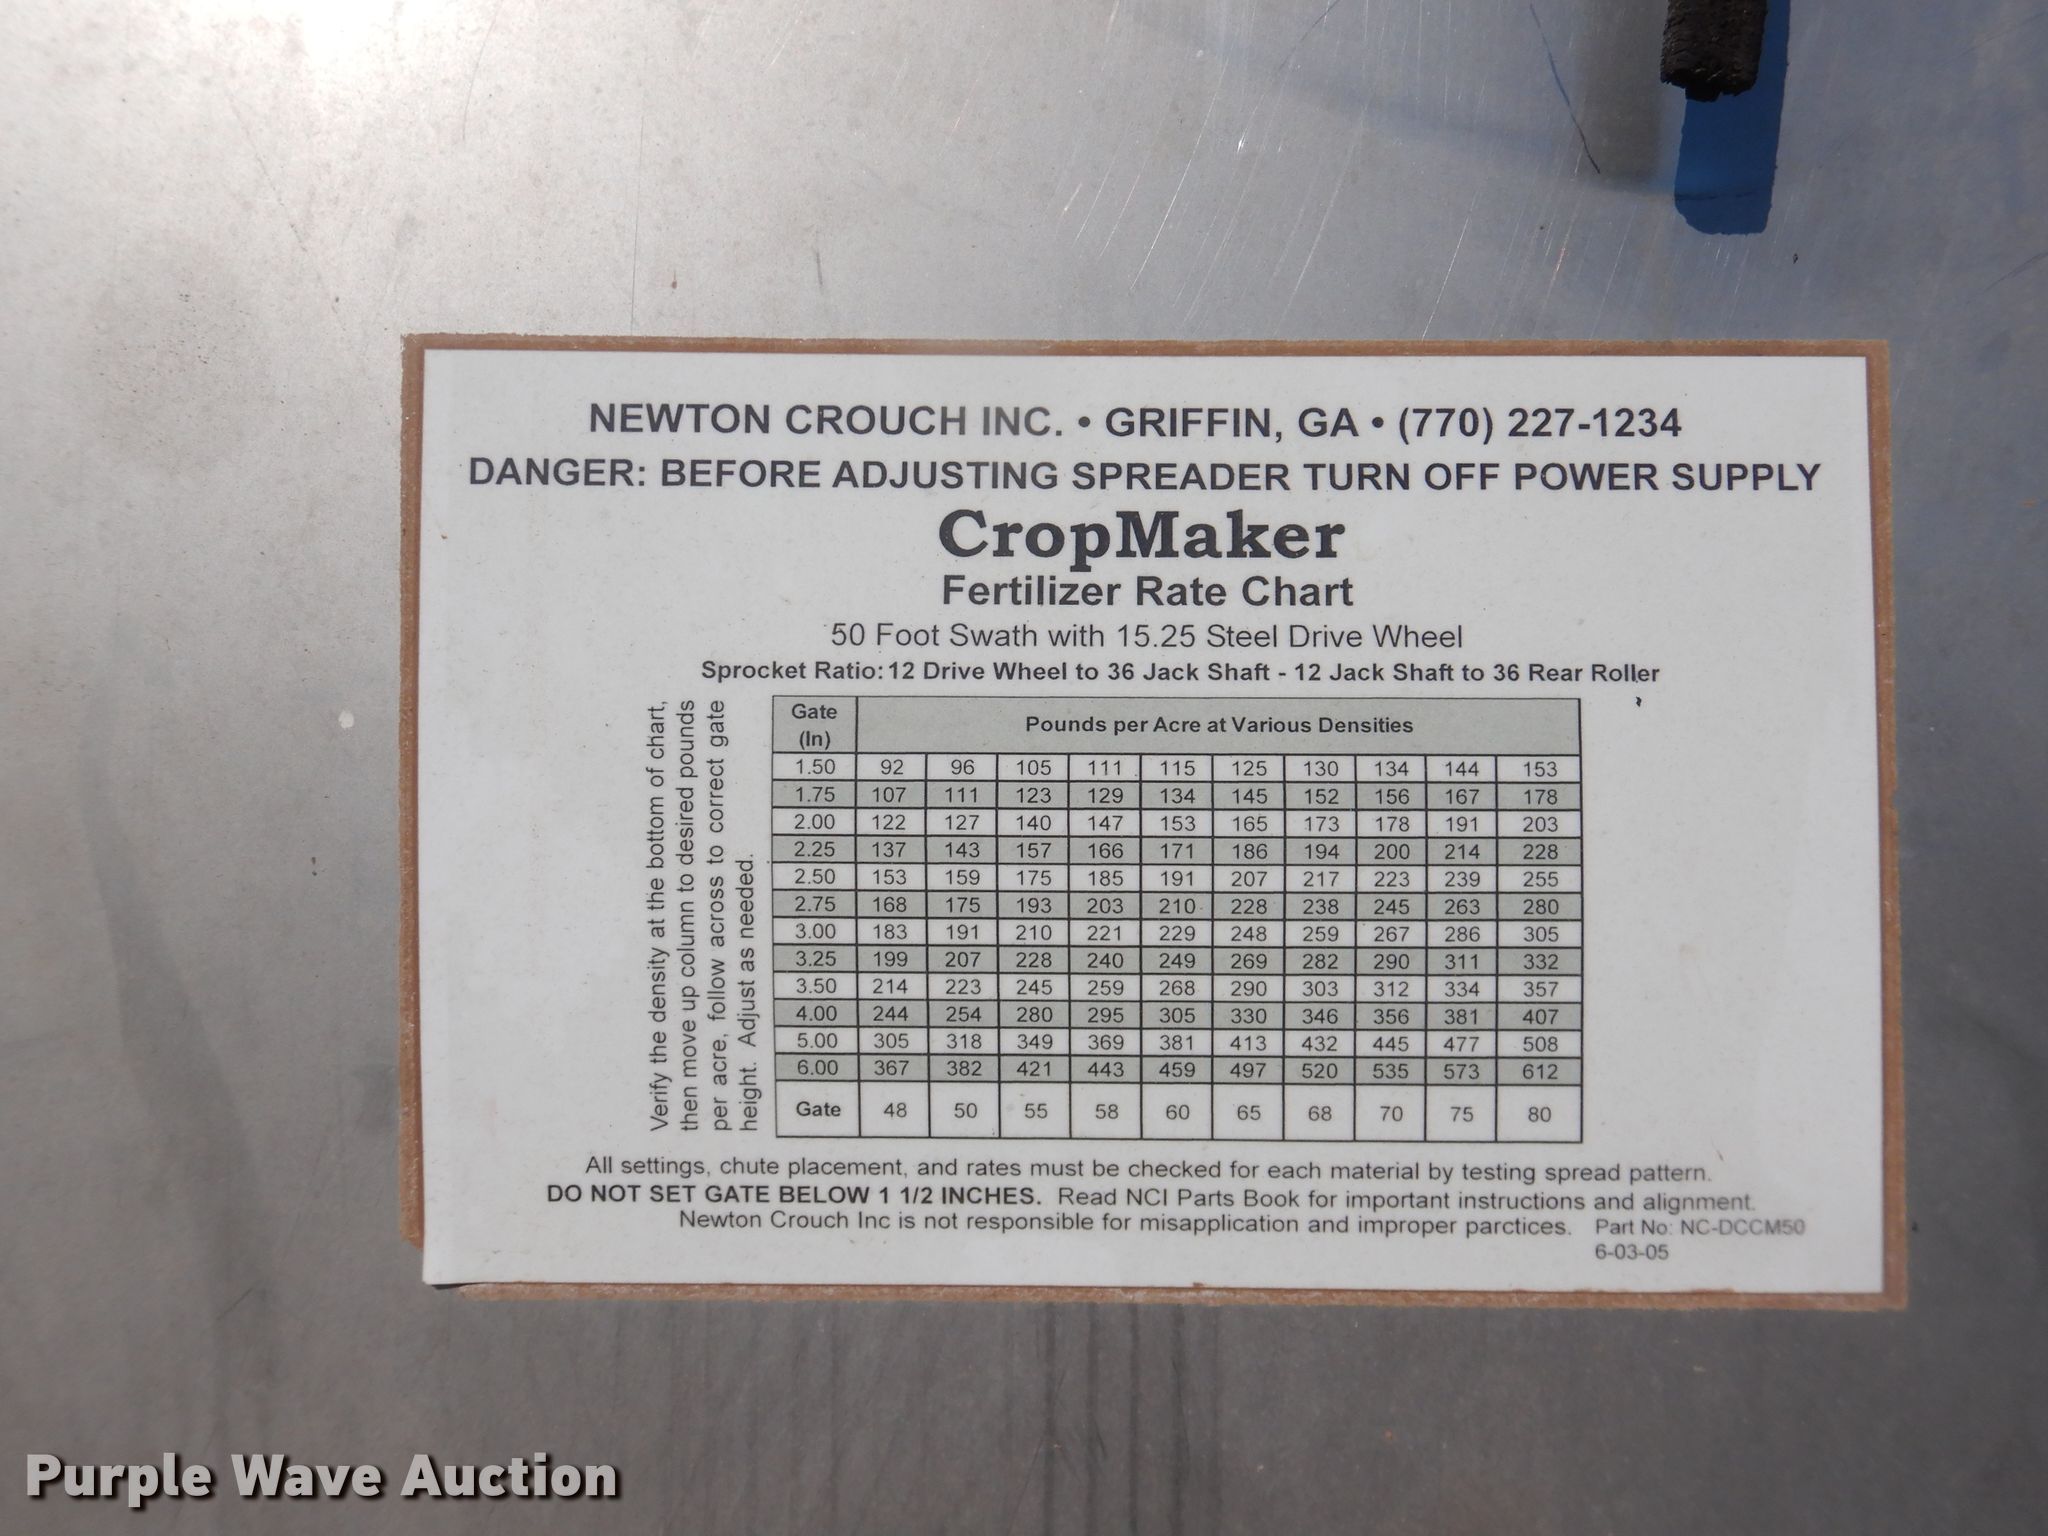 NEWTON CROUCH INC. • GRIFFIN, GA • (770) 227-1234
DANGER: BEFORE ADJUSTING SPREADER TURN OFF POWER SUPPLY
CropMaker
Fertilizer Rate Chart
50 Foot Swath with 15.25 Steel Drive Wheel
Sprocket Ratio: 12 Drive Wheel to 36 Jack Shaft - 12 Jack Shaft to 36 Rear Roller
Verify the density at the bottom of chart,
then move up column to desired pounds
per acre, follow across to correct gate
height. Adjust as needed.
Gate (In) Pounds per Acre at Various Densities
1.50 92 96 105 111 115 125 130 134 144 153
1.75 107 111 123 129 134 145 152 156 167 178
2.00 122 127 140 147 153 165 173 178 191 203
2.25 137 143 157 166 171 186 194 200 214 228
2.50 153 159 175 185 191 207 217 223 239 255
2.75 168 175 193 203 210 228 238 245 263 280
3.00 183 191 210 221 229 248 259 267 286 305
3.25 199 207 228 240 249 269 282 290 311 332
3.50 214 223 245 259 268 290 303 312 334 357
4.00 244 254 280 295 305 330 346 356 381 407
5.00 305 318 349 369 381 413 432 445 477 508
6.00 367 382 421 443 459 497 520 535 573 612
Gate 48 50 55 58 60 65 68 70 75 80
All settings, chute placement, and rates must be checked for each material by testing spread pattern.
DO NOT SET GATE BELOW 1 1/2 INCHES. Read NCI Parts Book for important instructions and alignment.
Newton Crouch Inc is not responsible for misapplication and improper parctices. Part No: NC-DCCM50
6-03-05
Purple Wave Auction